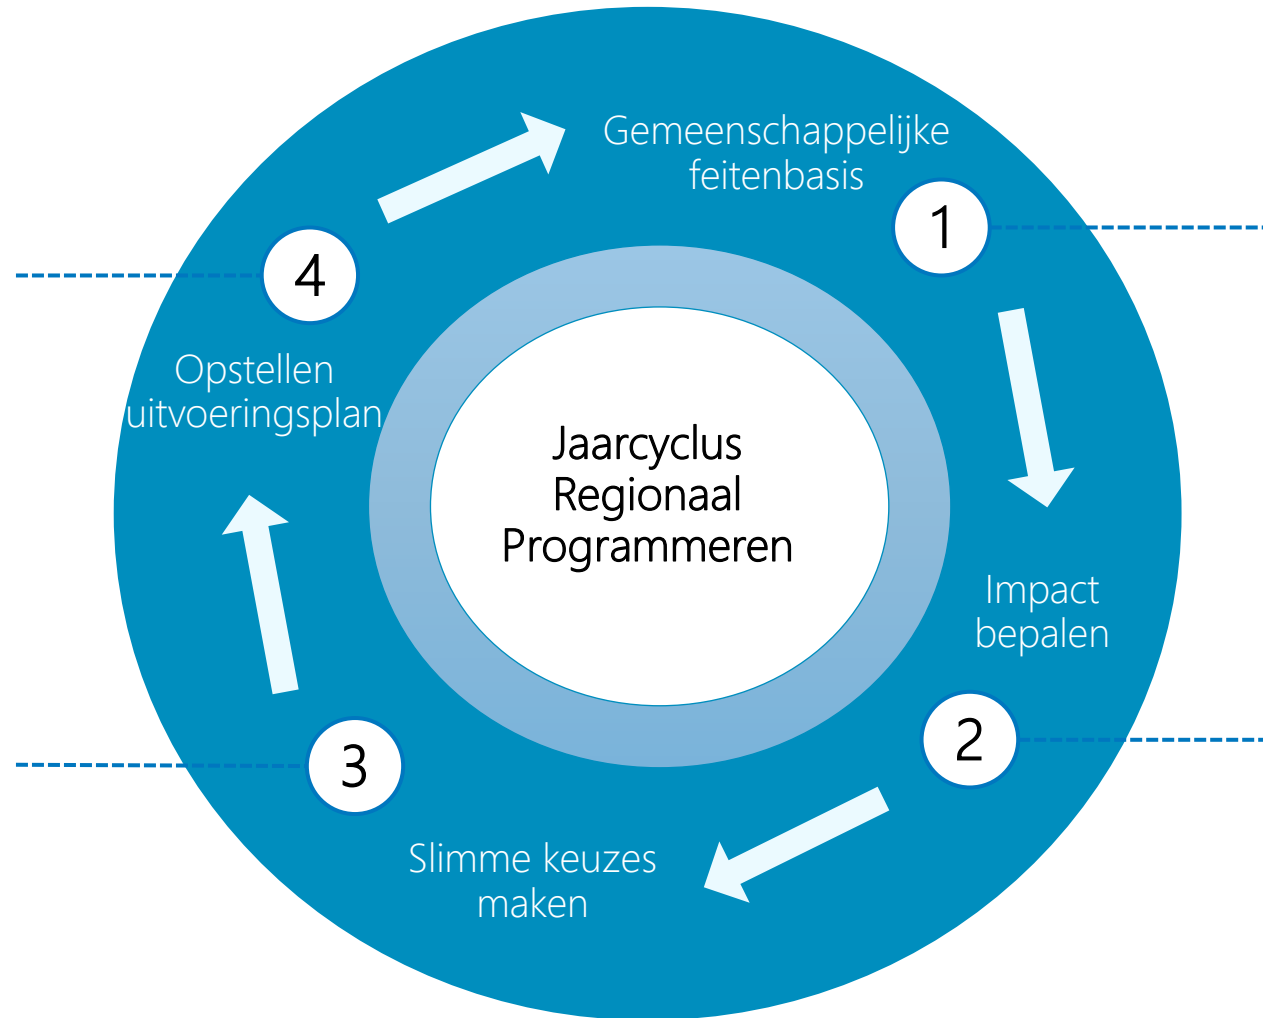 Gemeenschappelijke
feitenbasis
1
Impact
bepalen
2
Slimme keuzes
maken
3
Opstellen
uitvoeringsplan
4
Jaarcyclus
Regionaal
Programmeren